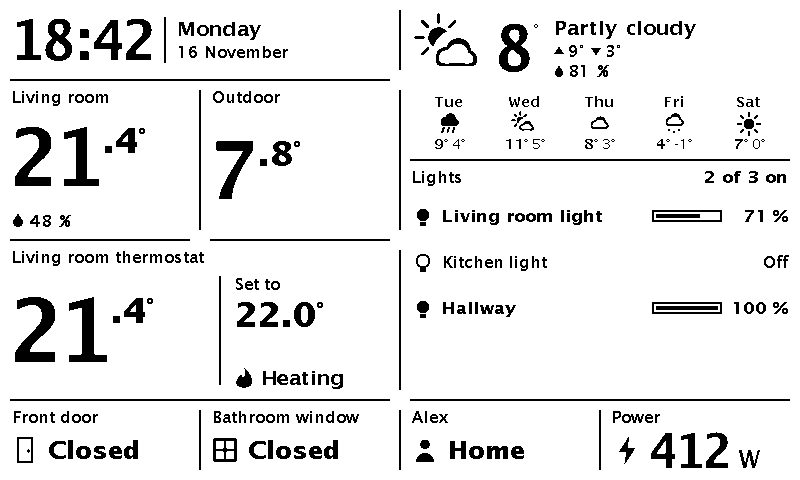 18:42
Monday
16 November
8°
Partly cloudy
▲ 9° ▼ 3°
81 %
Living room
21.4°
48 %
Outdoor
7.8°
Tue Wed Thu Fri Sat
9° 4° 11° 5° 8° 3° 4° -1° 7° 0°
Lights 2 of 3 on
Living room light 71 %
Kitchen light Off
Hallway 100 %
Living room thermostat
21.4°
Set to
22.0°
Heating
Front door
Closed
Bathroom window
Closed
Alex
Home
Power
412 W